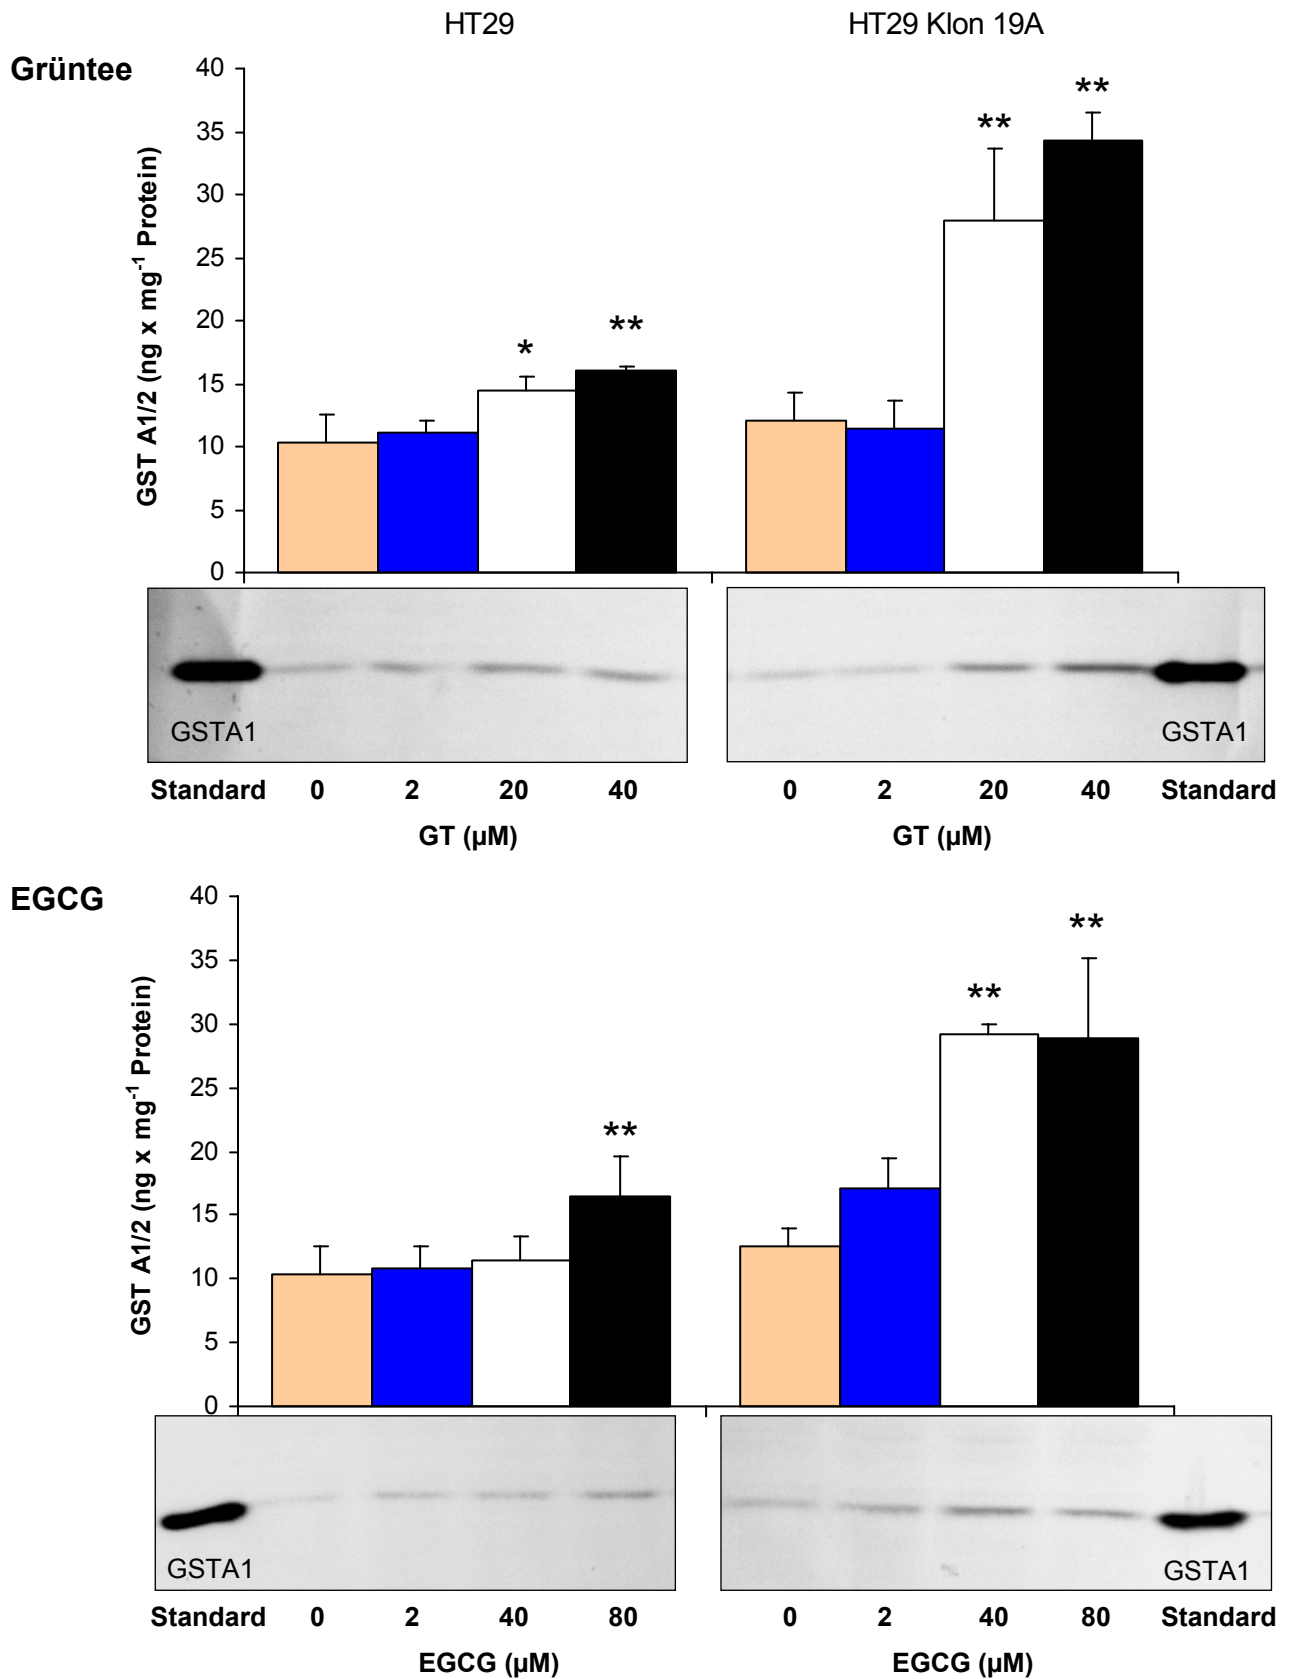 HT29 HT29 Klon 19A
Grüntee
40
35
30
25
20
15
10
5
0
GST A1/2 (ng x mg⁻¹ Protein)
* ** ** **
GSTA1 GSTA1
Standard 0 2 20 40 0 2 20 40 Standard
GT (µM) GT (µM)
EGCG
40
35
30
25
20
15
10
5
0
GST A1/2 (ng x mg⁻¹ Protein)
** ** **
GSTA1 GSTA1
Standard 0 2 40 80 0 2 40 80 Standard
EGCG (µM) EGCG (µM)